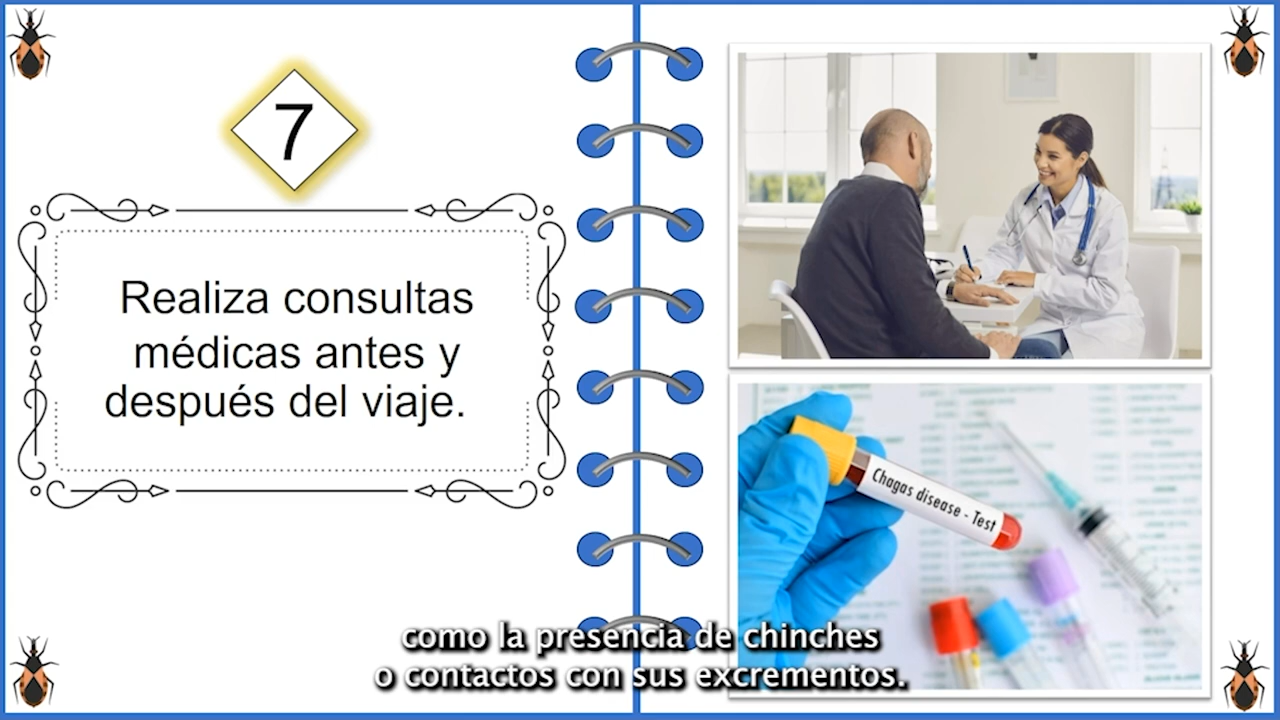 7
Realiza consultas
médicas antes y
después del viaje.
Chagas disease - Test
como la presencia de chinches
o contactos con sus excrementos.